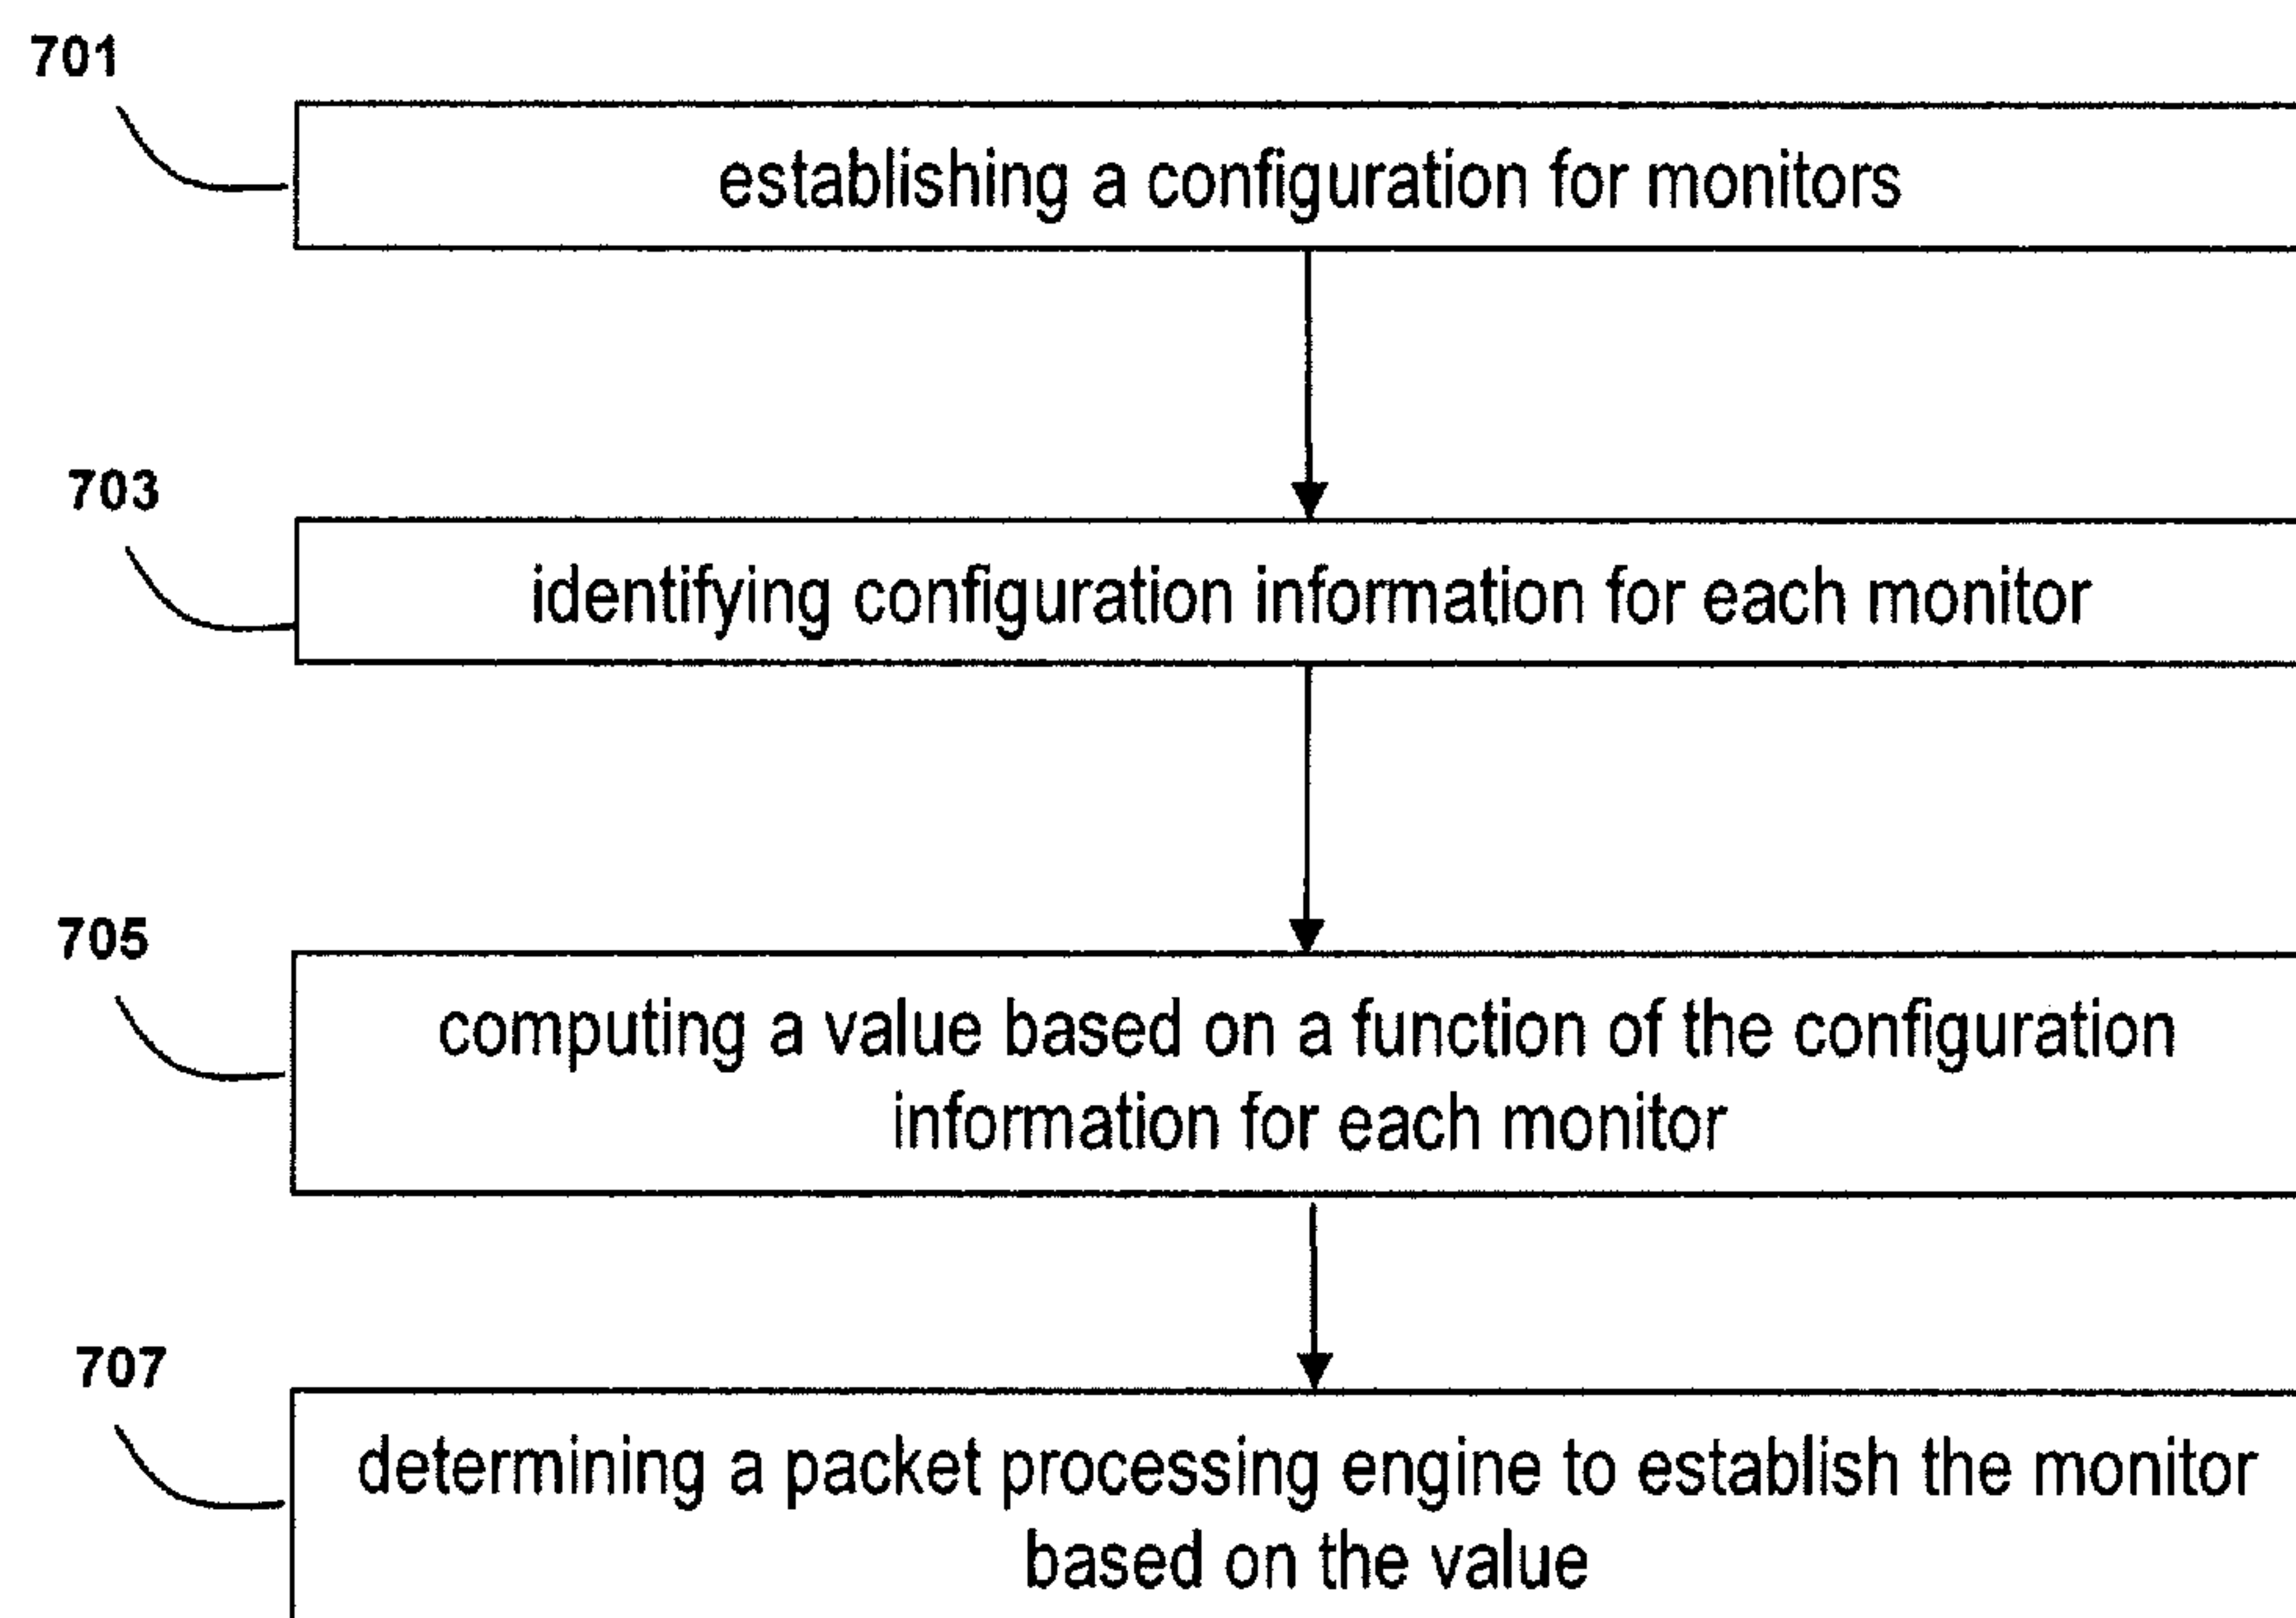 701
establishing a configuration for monitors
703
identifying configuration information for each monitor
705
computing a value based on a function of the configuration
information for each monitor
707
determining a packet processing engine to establish the monitor
based on the value